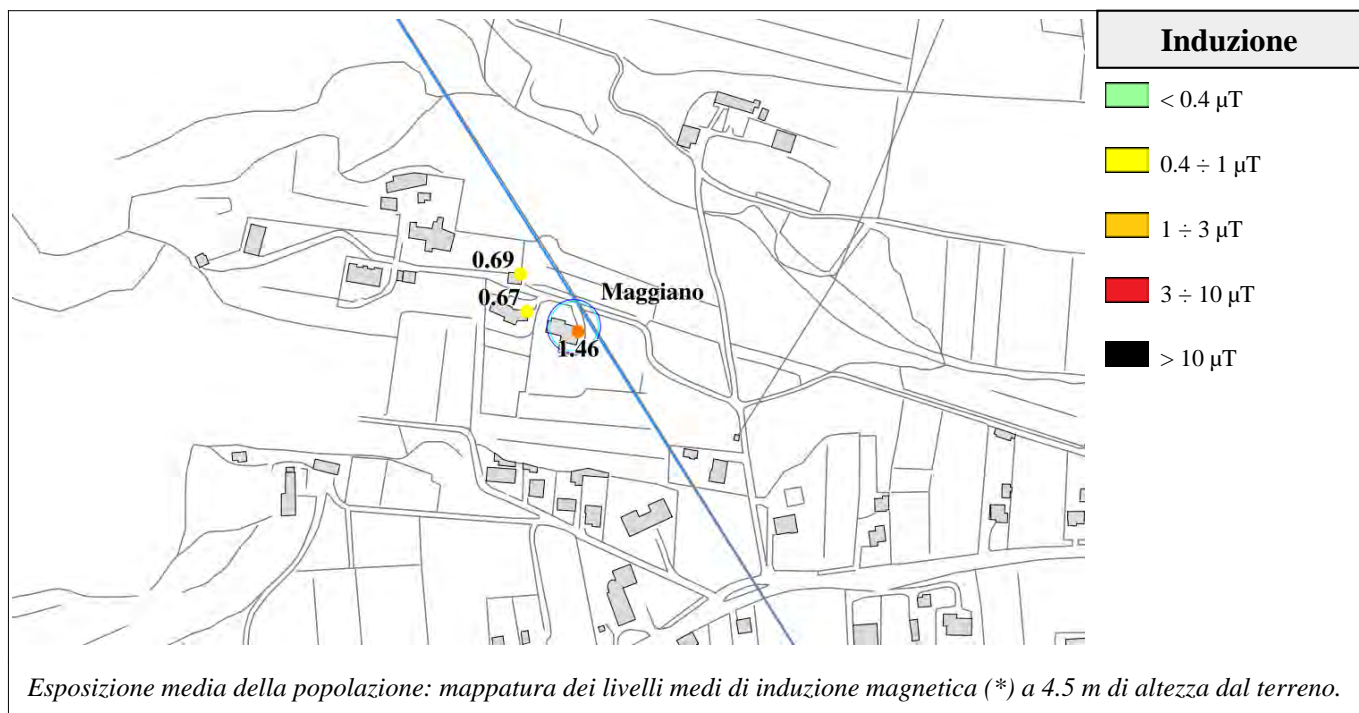 Induzione
< 0.4 µT
0.4 ÷ 1 µT
1 ÷ 3 µT
3 ÷ 10 µT
> 10 µT
0.69
0.67
Maggiano
1.46
Esposizione media della popolazione: mappatura dei livelli medi di induzione magnetica (*) a 4.5 m di altezza dal terreno.